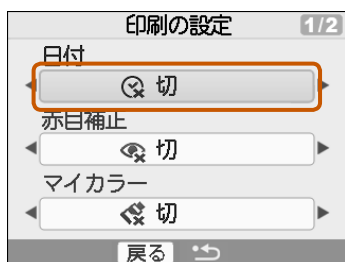 印刷の設定 1/2
日付
切
赤目補正
切
マイカラー
切
戻る